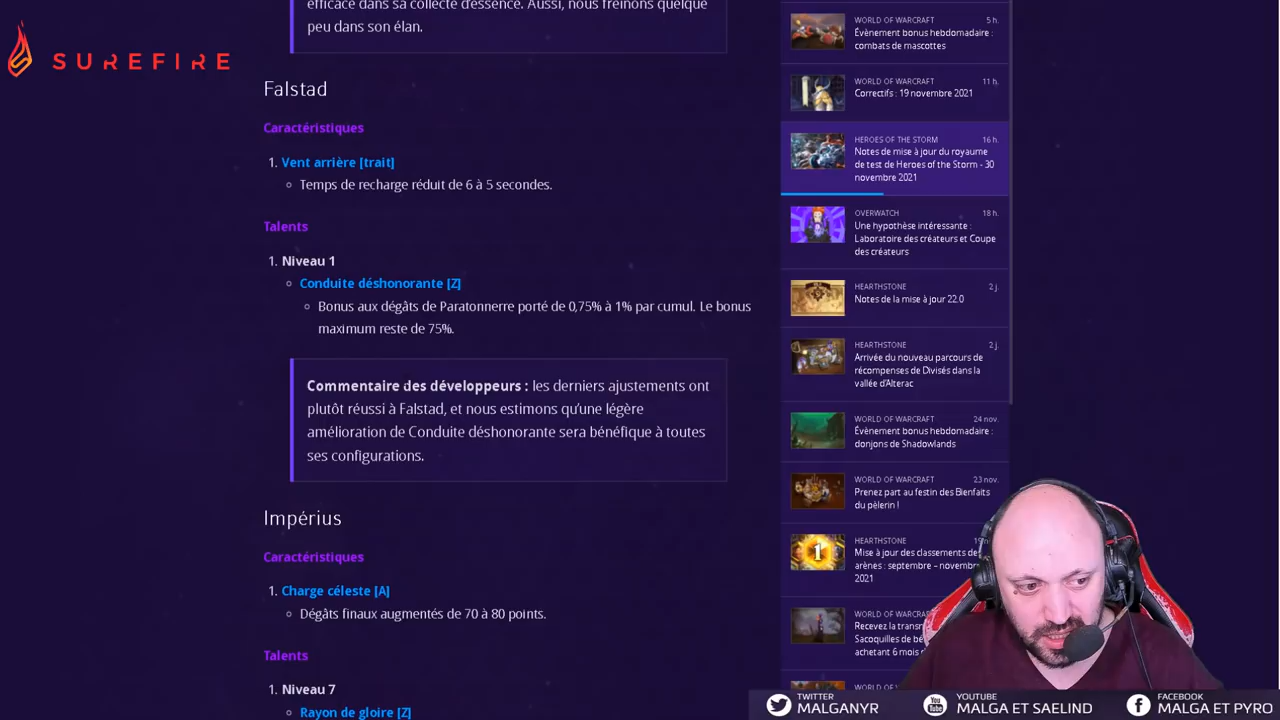 efficace dans sa collecte d'essence. Aussi, nous freinons quelque
peu dans son élan.
SUREFIRE
Falstad
Caractéristiques
1. Vent arrière [trait]
Temps de recharge réduit de 6 à 5 secondes.
Talents
1. Niveau 1
Conduite déshonorante [Z]
Bonus aux dégâts de Paratonnerre porté de 0,75% à 1% par cumul. Le bonus
maximum reste de 75%.
Commentaire des développeurs : les derniers ajustements ont
plutôt réussi à Falstad, et nous estimons qu'une légère
amélioration de Conduite déshonorante sera bénéfique à toutes
ses configurations.
Impérius
Caractéristiques
1. Charge céleste [A]
Dégâts finaux augmentés de 70 à 80 points.
Talents
1. Niveau 7
Rayon de gloire [Z]
WORLD OF WARCRAFT 5 h.
Évènement bonus hebdomadaire :
combats de mascottes
WORLD OF WARCRAFT 11 h.
Correctifs : 19 novembre 2021
HEROES OF THE STORM 16 h.
Notes de mise à jour du royaume
de test de Heroes of the Storm - 30
novembre 2021
OVERWATCH 18 h.
Une hypothèse intéressante :
Laboratoire des créateurs et Coupe
des créateurs
HEARTHSTONE 2 j.
Notes de la mise à jour 22.0
HEARTHSTONE 2 j.
Arrivée du nouveau parcours de
récompenses de Divisés dans la
vallée d'Alterac
WORLD OF WARCRAFT 24 nov.
Évènement bonus hebdomadaire :
donjons de Shadowlands
WORLD OF WARCRAFT 23 nov.
Prenez part au festin des Bienfaits
du pèlerin !
HEARTHSTONE
1
Mise à jour des classements des
arènes : septembre – novembre
2021
WORLD OF WARCRA
Recevez la
Sacoquilles de
achetant 6 mois
WORLD OF W
TWITTER
MALGANYR
YOUTUBE
MALGA ET SAELIND
FACEBOOK
MALGA ET PYRO